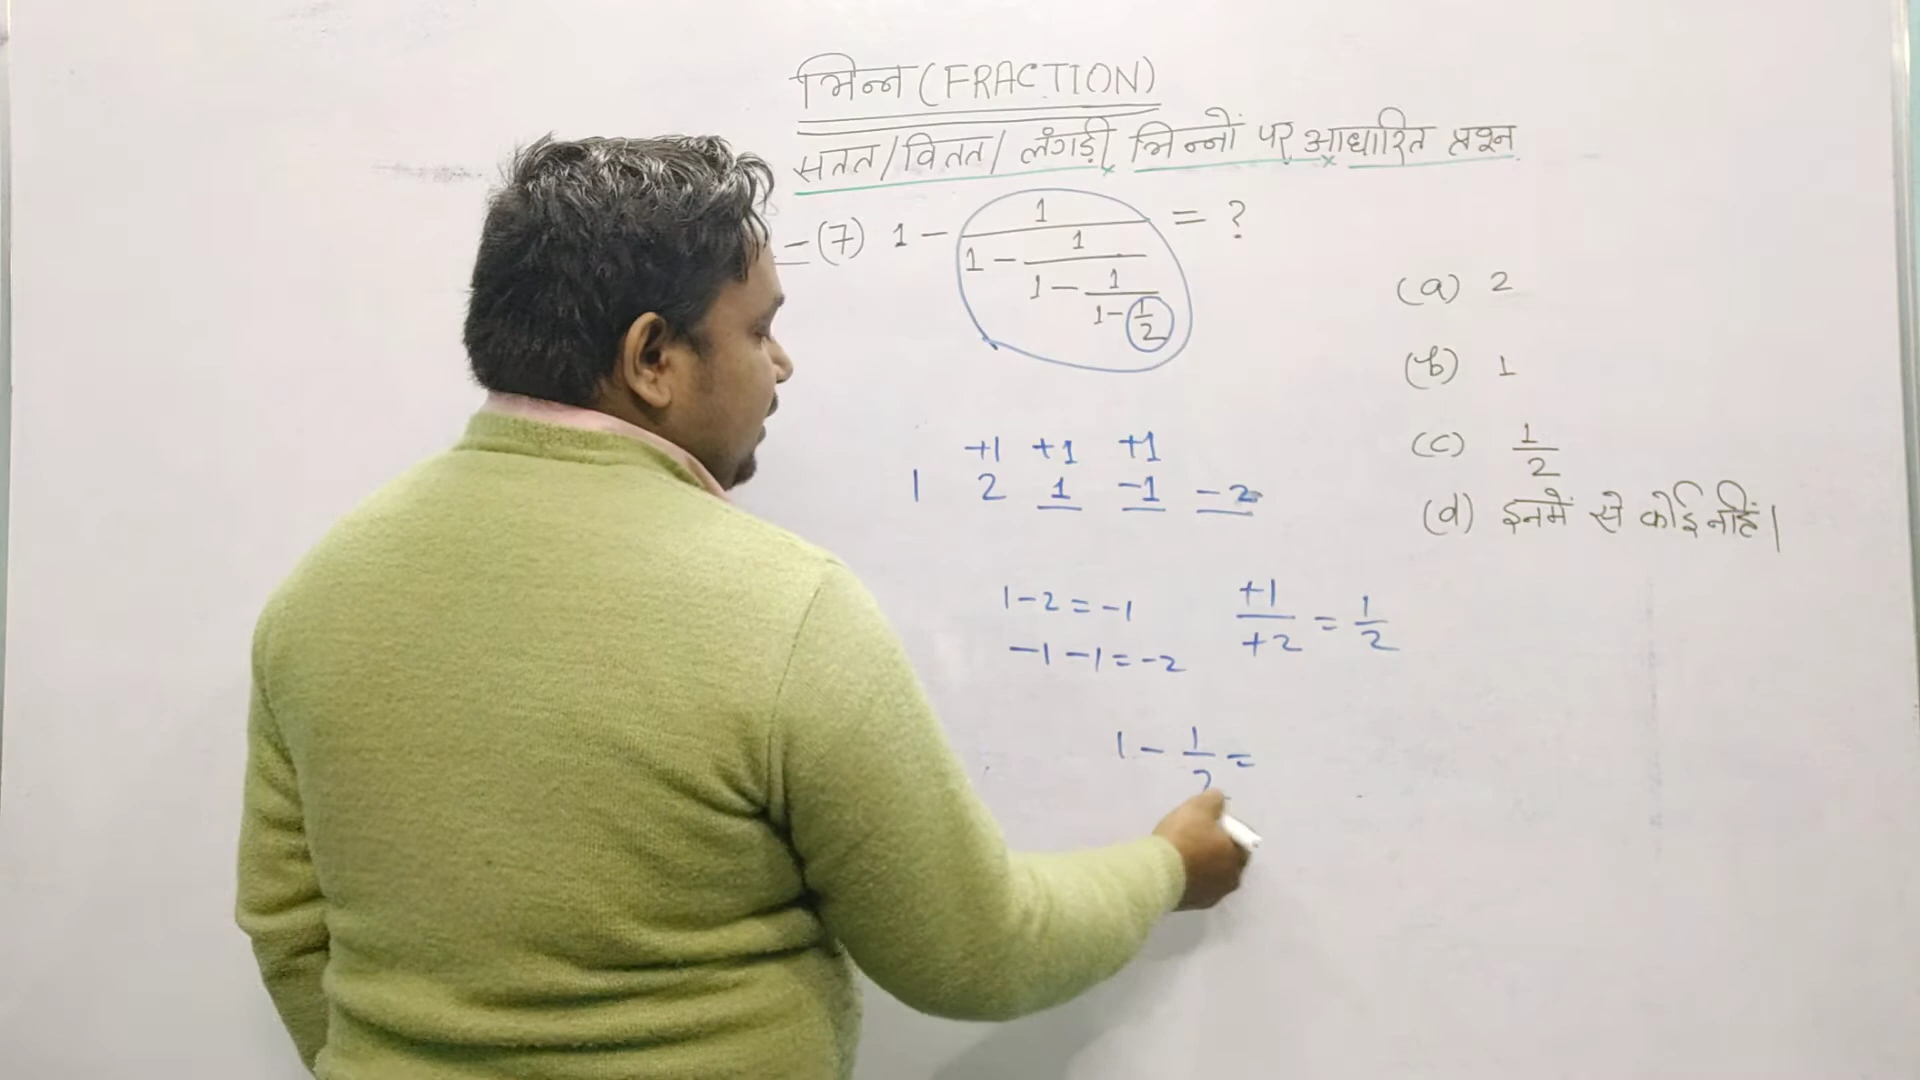 भिन्न (FRACTION)
सतत/वितत/ लंगड़ी भिन्नों पर आधारित प्रश्न
-(7) 1 - 1/(1 - 1/(1 - 1/(1 - 1/2))) = ?
(a) 2
(b) 1
(c) 1/2
(d) इनमें से कोई नहीं।
+1 +1 +1
1 2 1 -1 -2
1-2=-1
-1-1=-2
+1/+2 = 1/2
1 - 1/2 =